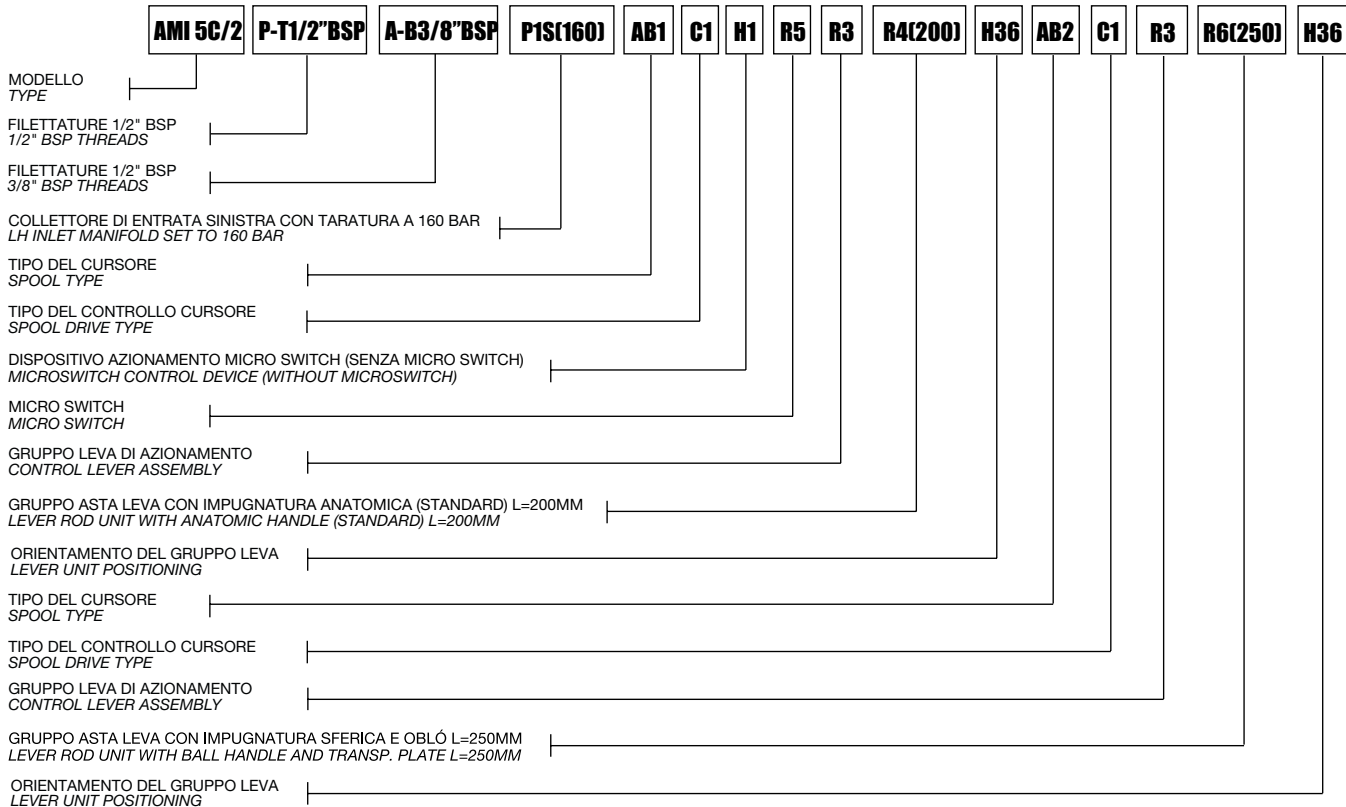 AMI 5C/2 P-T1/2”BSP A-B3/8”BSP P1S(160) AB1 C1 H1 R5 R3 R4(200) H36 AB2 C1 R3 R6(250) H36
MODELLO
TYPE
FILETTATURE 1/2" BSP
1/2" BSP THREADS
FILETTATURE 1/2" BSP
3/8" BSP THREADS
COLLETTORE DI ENTRATA SINISTRA CON TARATURA A 160 BAR
LH INLET MANIFOLD SET TO 160 BAR
TIPO DEL CURSORE
SPOOL TYPE
TIPO DEL CONTROLLO CURSORE
SPOOL DRIVE TYPE
DISPOSITIVO AZIONAMENTO MICRO SWITCH (SENZA MICRO SWITCH)
MICROSWITCH CONTROL DEVICE (WITHOUT MICROSWITCH)
MICRO SWITCH
MICRO SWITCH
GRUPPO LEVA DI AZIONAMENTO
CONTROL LEVER ASSEMBLY
GRUPPO ASTA LEVA CON IMPUGNATURA ANATOMICA (STANDARD) L=200MM
LEVER ROD UNIT WITH ANATOMIC HANDLE (STANDARD) L=200MM
ORIENTAMENTO DEL GRUPPO LEVA
LEVER UNIT POSITIONING
TIPO DEL CURSORE
SPOOL TYPE
TIPO DEL CONTROLLO CURSORE
SPOOL DRIVE TYPE
GRUPPO LEVA DI AZIONAMENTO
CONTROL LEVER ASSEMBLY
GRUPPO ASTA LEVA CON IMPUGNATURA SFERICA E OBLÓ L=250MM
LEVER ROD UNIT WITH BALL HANDLE AND TRANSP. PLATE L=250MM
ORIENTAMENTO DEL GRUPPO LEVA
LEVER UNIT POSITIONING